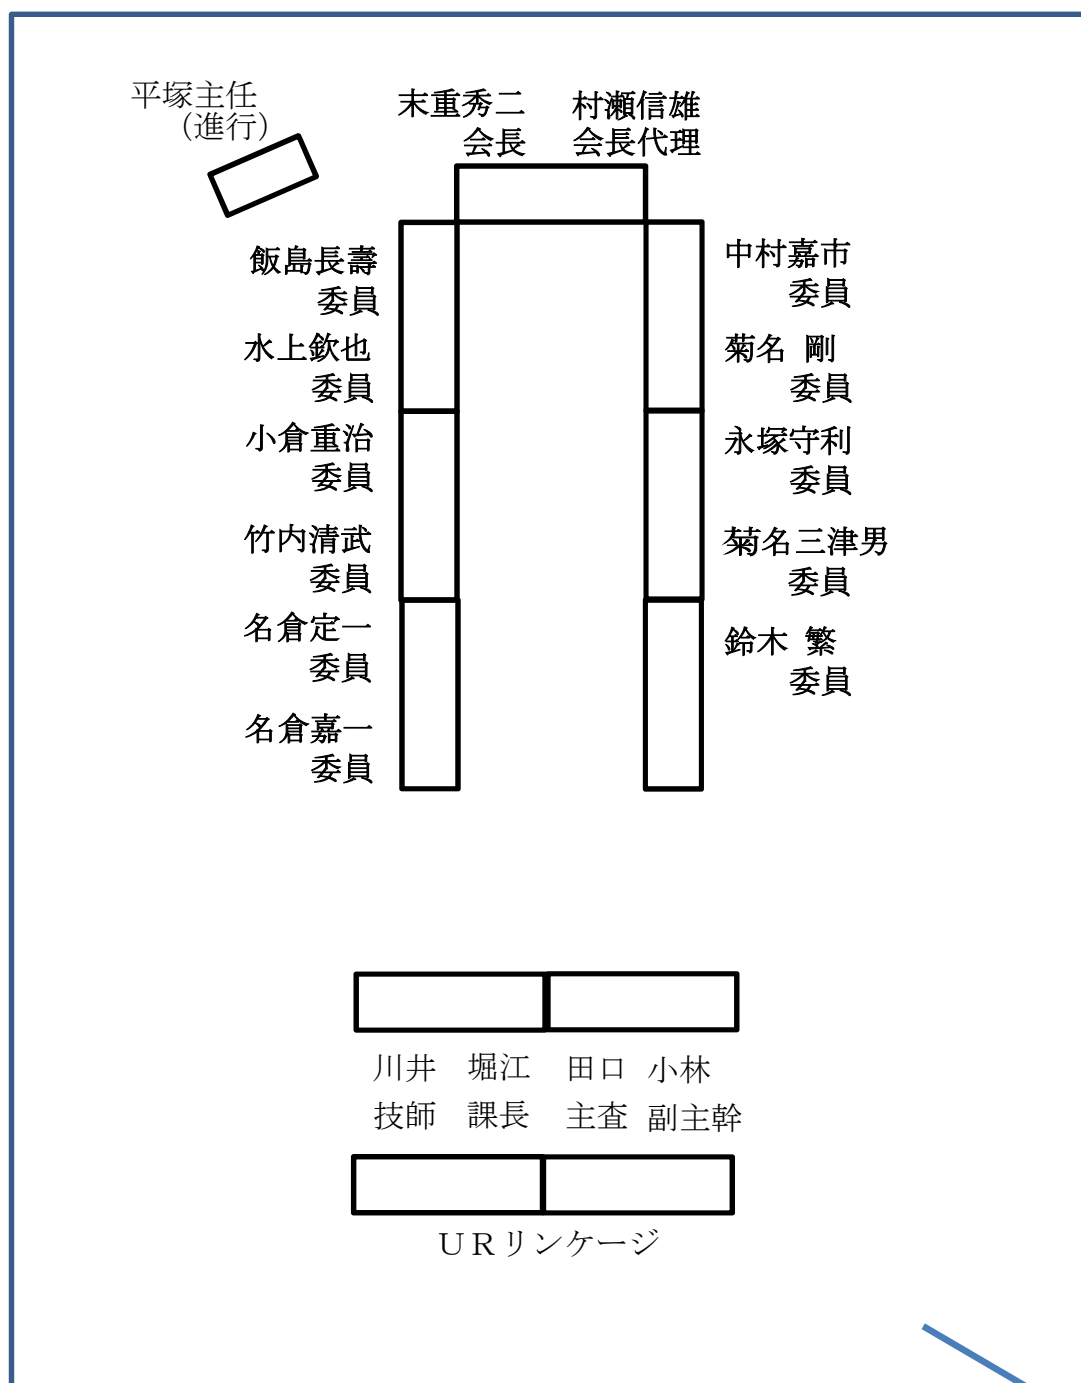 平塚主任
（進行）
末重秀二
会長
村瀬信雄
会長代理
飯島長壽
委員
水上欽也
委員
小倉重治
委員
竹内清武
委員
名倉定一
委員
名倉嘉一
委員
中村嘉市
委員
菊名 剛
委員
永塚守利
委員
菊名三津男
委員
鈴木 繁
委員
川井 堀江 田口 小林
技師 課長 主査 副主幹
ＵＲリンケージ